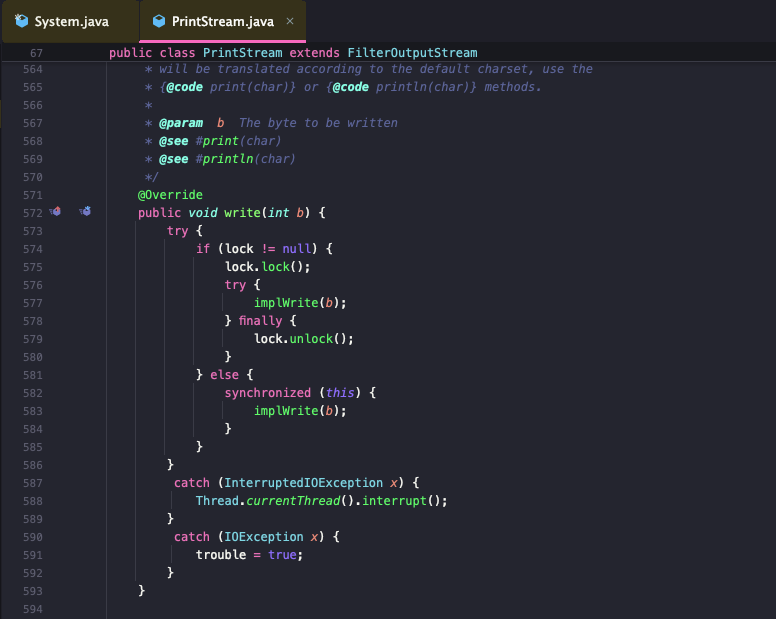 System.java
PrintStream.java ×
67 public class PrintStream extends FilterOutputStream
564 * will be translated according to the default charset, use the
565 * {@code print(char)} or {@code println(char)} methods.
566 *
567 * @param b The byte to be written
568 * @see #print(char)
569 * @see #println(char)
570 */
571 @Override
572 public void write(int b) {
573 try {
574 if (lock != null) {
575 lock.lock();
576 try {
577 implWrite(b);
578 } finally {
579 lock.unlock();
580 }
581 } else {
582 synchronized (this) {
583 implWrite(b);
584 }
585 }
586 }
587 catch (InterruptedIOException x) {
588 Thread.currentThread().interrupt();
589 }
590 catch (IOException x) {
591 trouble = true;
592 }
593 }
594